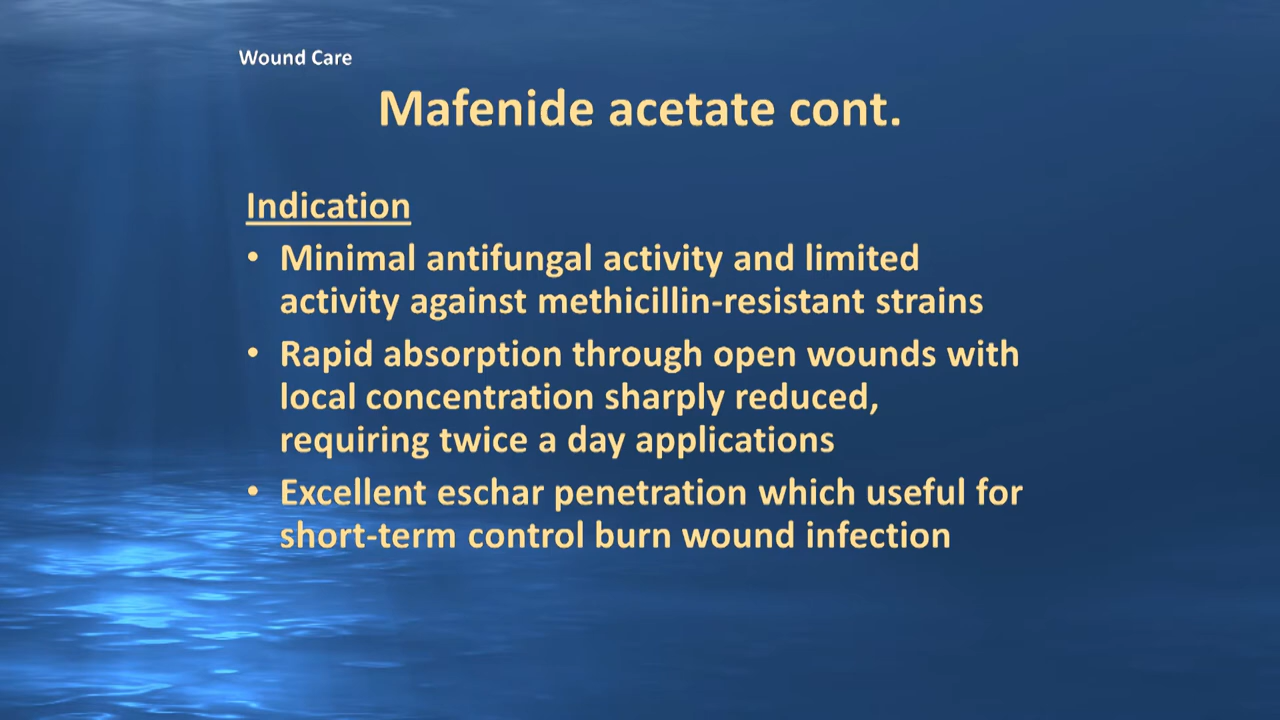 Wound Care
Mafenide acetate cont.
Indication
• Minimal antifungal activity and limited
activity against methicillin-resistant strains
• Rapid absorption through open wounds with
local concentration sharply reduced,
requiring twice a day applications
• Excellent eschar penetration which useful for
short-term control burn wound infection